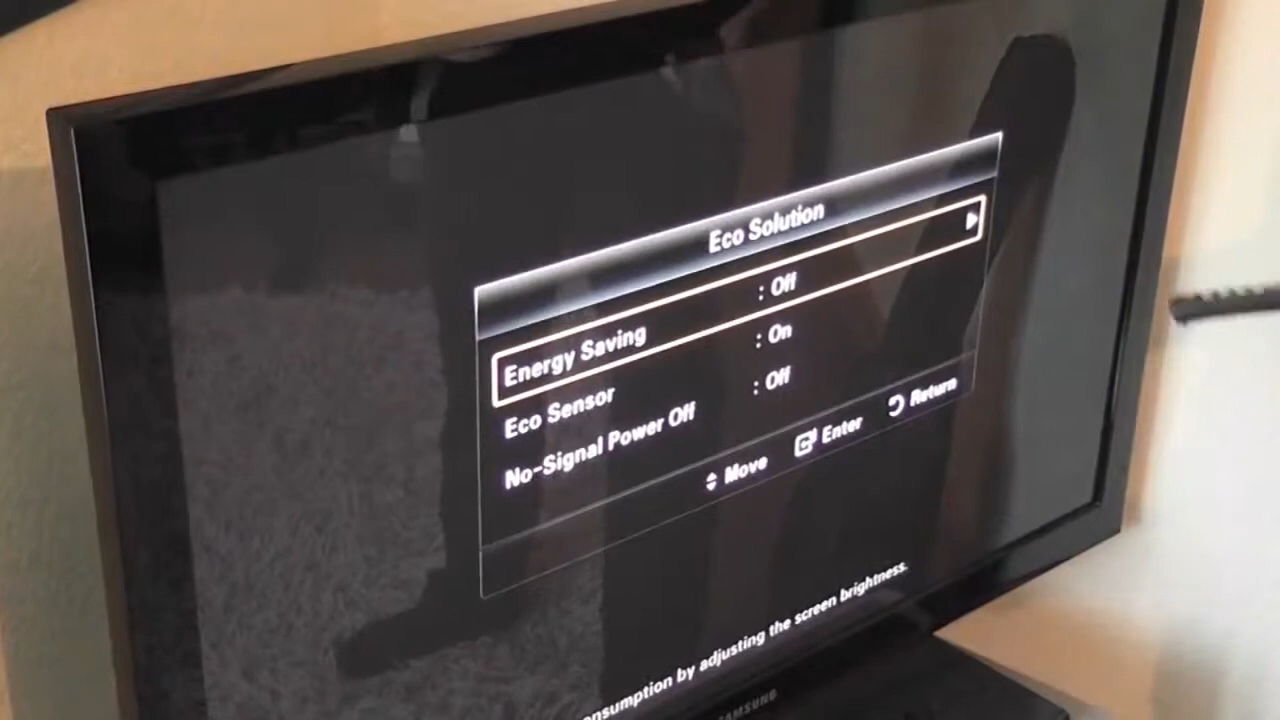 Eco Solution
Energy Saving : Off
Eco Sensor : On
No-Signal Power Off : Off
Move Enter Return
by adjusting the screen brightness.
SAMSUNG